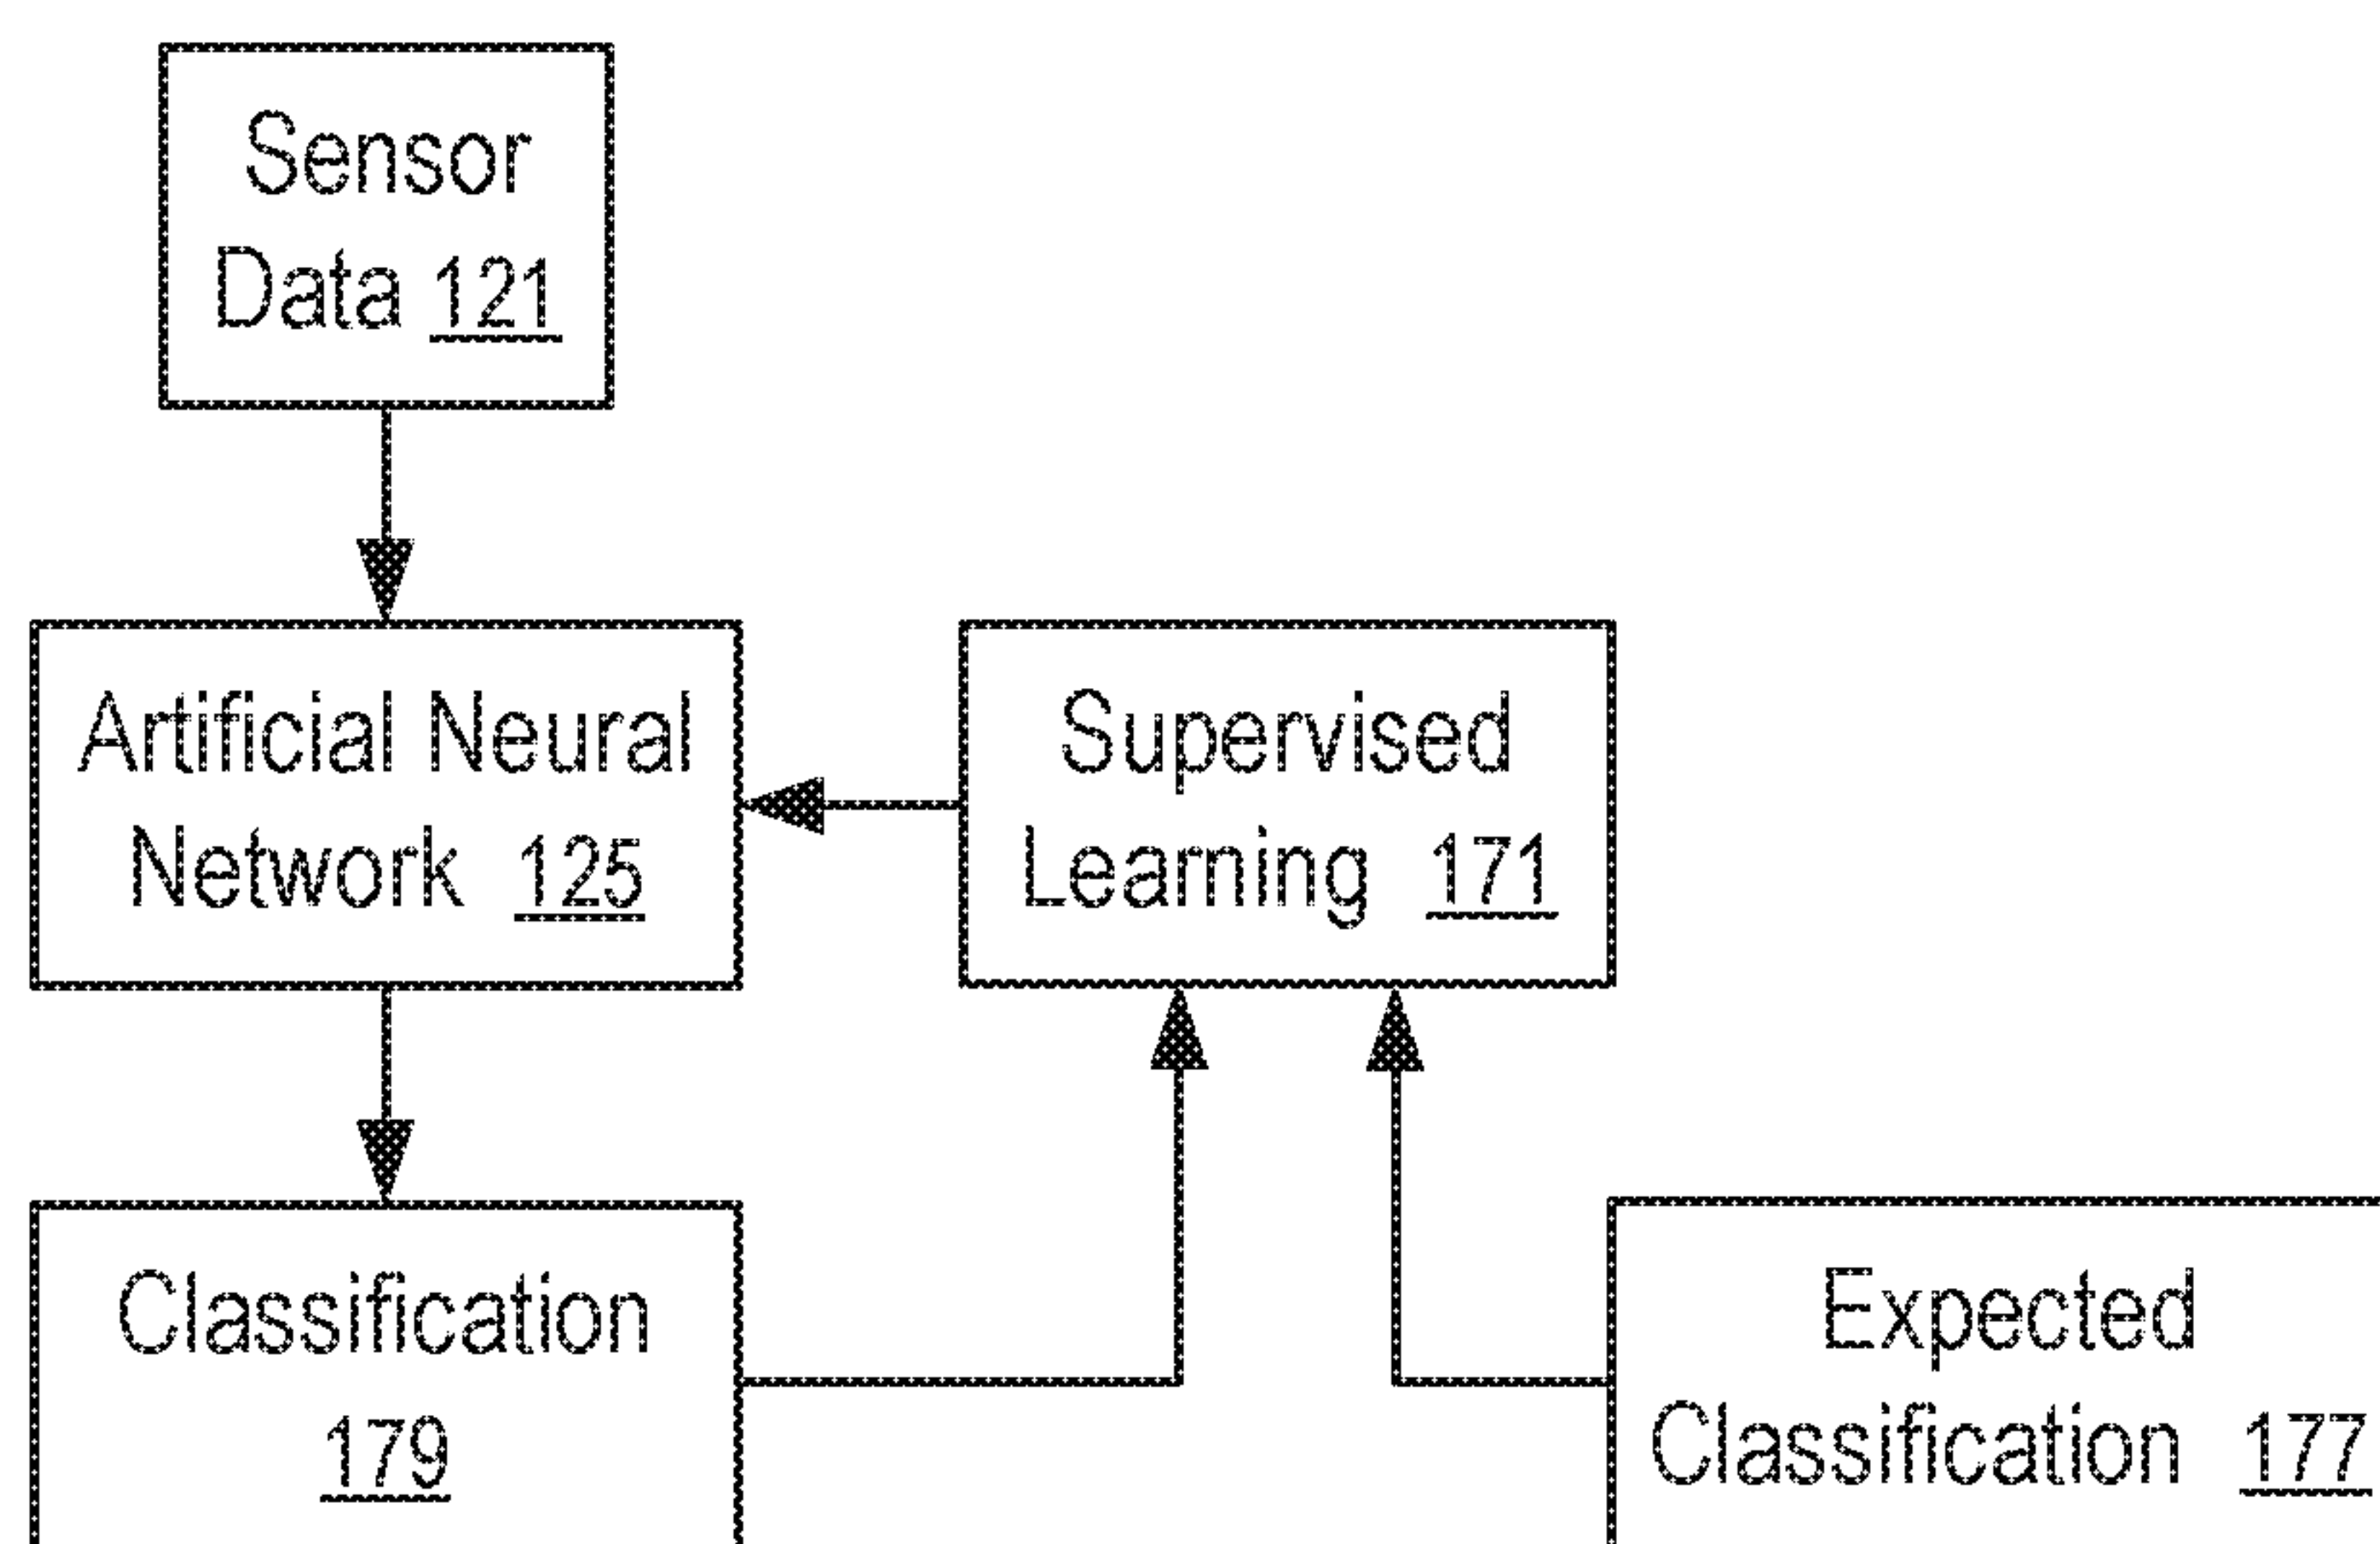 Sensor
Data 121
Artificial Neural
Network 125
Supervised
Learning 171
Classification
179
Expected
Classification 177